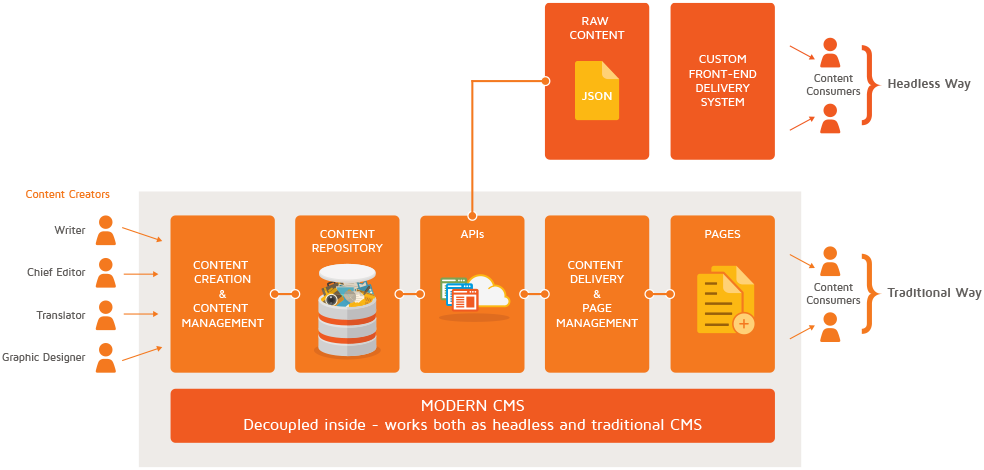 RAW
CONTENT
JSON
CUSTOM
FRONT-END
DELIVERY
SYSTEM
Content
Consumers
Headless Way
Content Creators
Writer
Chief Editor
Translator
Graphic Designer
CONTENT
CREATION
&
CONTENT
MANAGEMENT
CONTENT
REPOSITORY
APIs
CONTENT
DELIVERY
&
PAGE
MANAGEMENT
PAGES
Content
Consumers
Traditional Way
MODERN CMS
Decoupled inside - works both as headless and traditional CMS